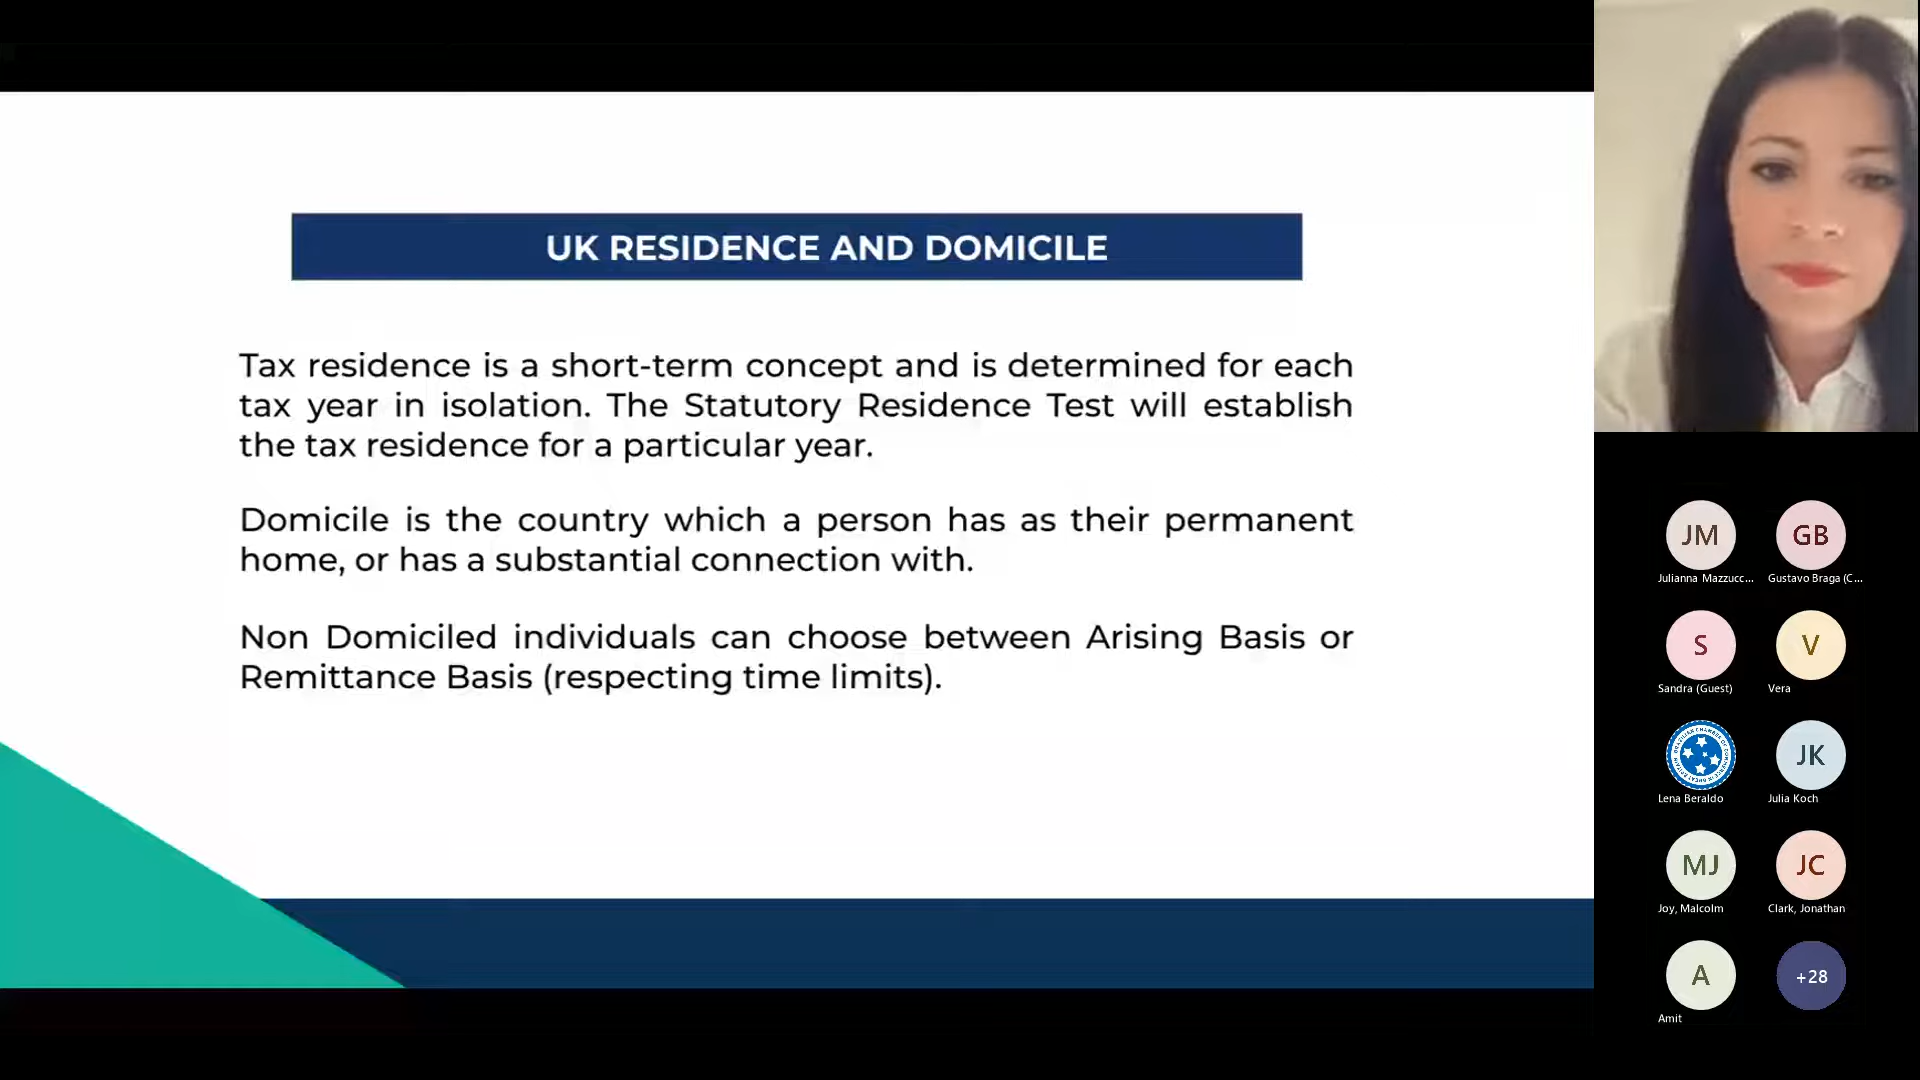 UK RESIDENCE AND DOMICILE
Tax residence is a short-term concept and is determined for each
tax year in isolation. The Statutory Residence Test will establish
the tax residence for a particular year.
Domicile is the country which a person has as their permanent
home, or has a substantial connection with.
Non Domiciled individuals can choose between Arising Basis or
Remittance Basis (respecting time limits).
JM
GB
Julianna Mazzucc...
Gustavo Braga (C...
S
V
Sandra (Guest)
Vera
JK
Lena Beraldo
Julia Koch
MJ
JC
Joy, Malcolm
Clark, Jonathan
A
+28
Amit